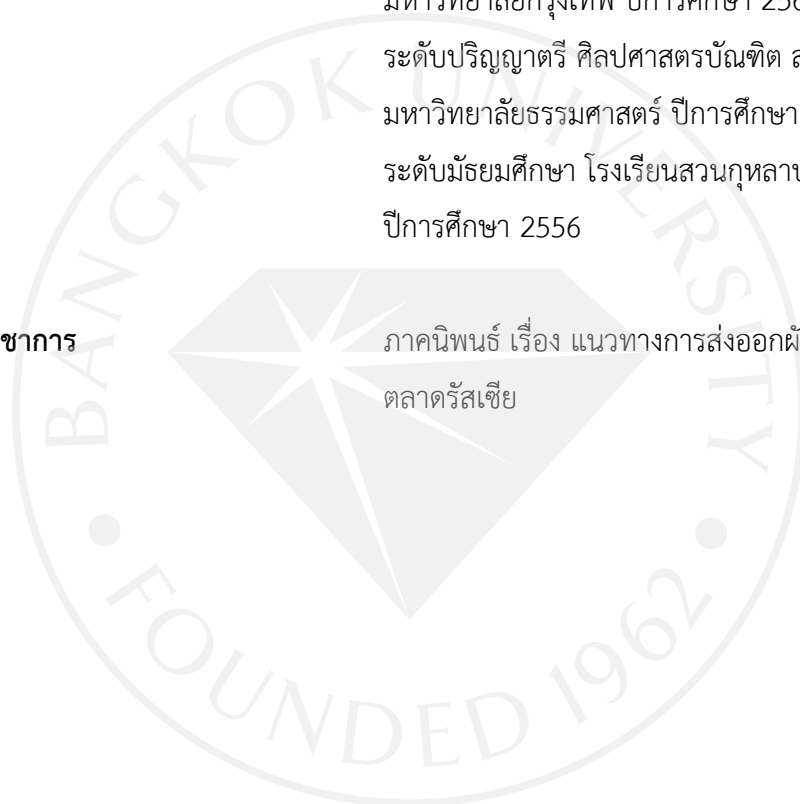 มหาวิทยาลัยกรุงเทพ ปีการศึกษา
ระดับปริญญาตรี ศิลปศาสตรบัณฑิต
มหาวิทยาลัยธรรมศาสตร์ ปีการศึกษา
ระดับมัธยมศึกษา โรงเรียนสวนกุหลาบ
ปีการศึกษา 2556
ชาการ ภาคนิพนธ์ เรื่อง แนวทางการส่งออก
ตลาดรัสเซีย
BANGKOK UNIVERSITY
FOUNDED 1962